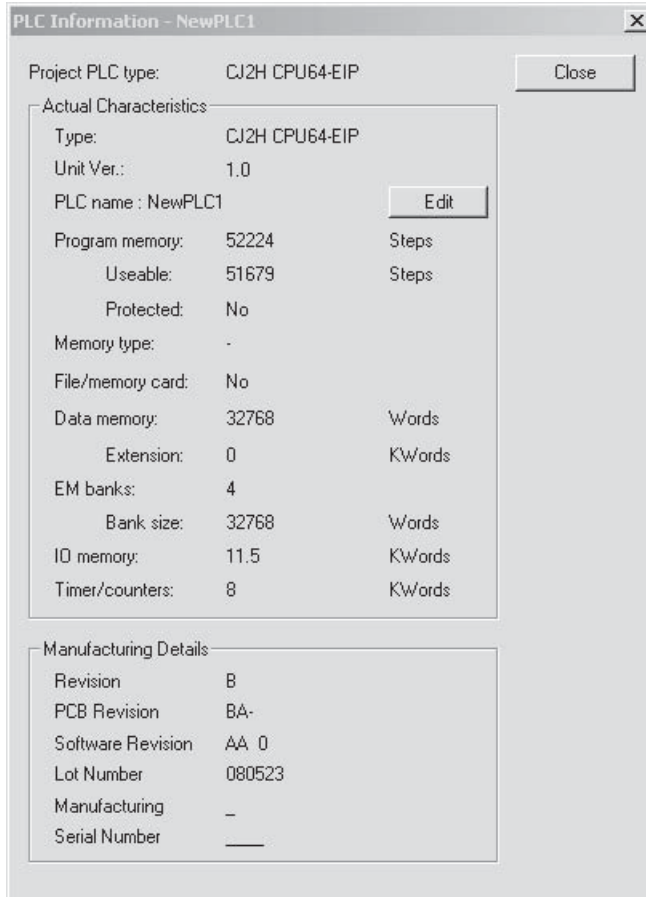 PLC Information - NewPLC1
Project PLC type: CJ2H CPU64-EIP Close
Actual Characteristics
Type: CJ2H CPU64-EIP
Unit Ver.: 1.0
PLC name : NewPLC1 Edit
Program memory: 52224 Steps
Useable: 51679 Steps
Protected: No
Memory type: -
File/memory card: No
Data memory: 32768 Words
Extension: 0 KWords
EM banks: 4
Bank size: 32768 Words
IO memory: 11.5 KWords
Timer/counters: 8 KWords
Manufacturing Details
Revision B
PCB Revision BA-
Software Revision AA 0
Lot Number 080523
Manufacturing _
Serial Number ____